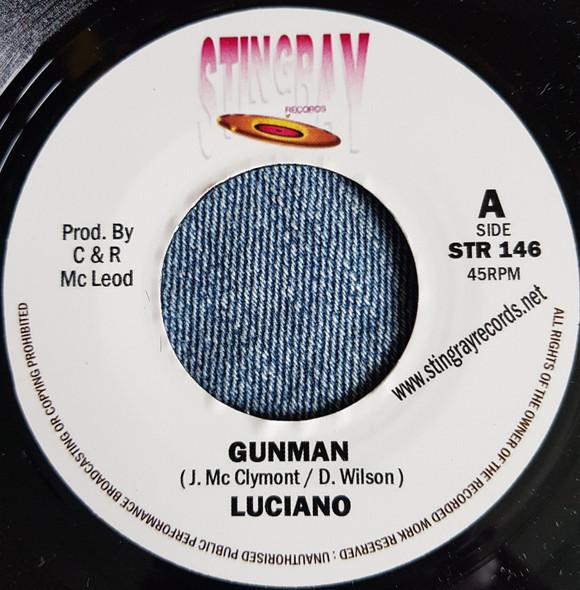 STINGRAY
RECORDS
Prod. By
C & R
Mc Leod
A
SIDE
STR 146
45RPM
www.stingrayrecords.net
GUNMAN
( J. Mc Clymont / D. Wilson )
LUCIANO
ALL RIGHTS OF THE OWNER OF THE RECORDED WORK RESERVED : UNAUTHORISED PUBLIC PERFORMANCE BROADCASTING OR COPYING PROHIBITED